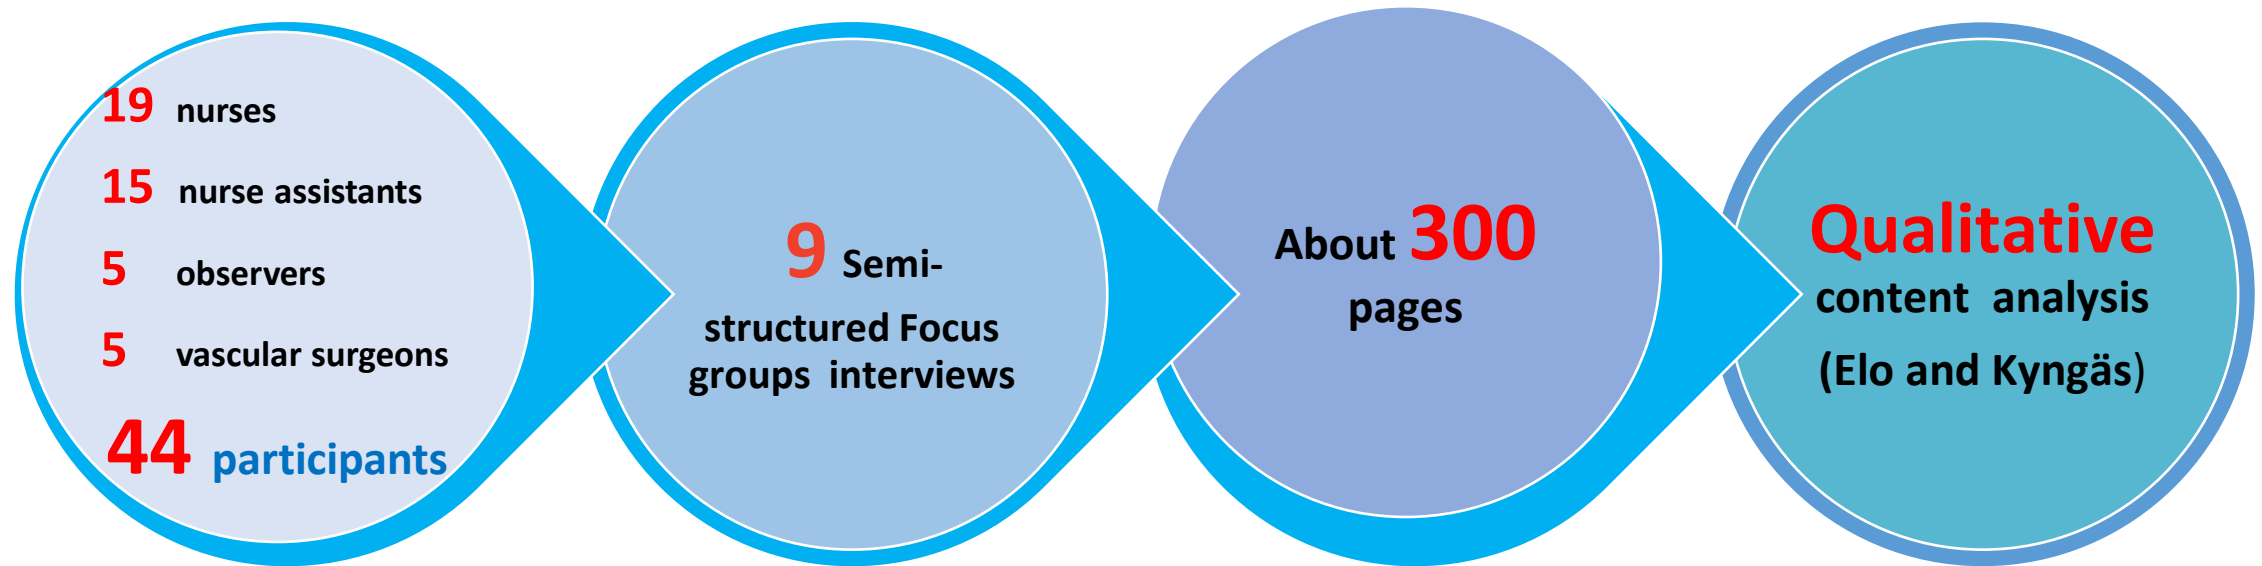 19 nurses
15 nurse assistants
5 observers
5 vascular surgeons
44 participants
9 Semi-
structured Focus
groups interviews
About 300
pages
Qualitative
content analysis
(Elo and Kyngäs)